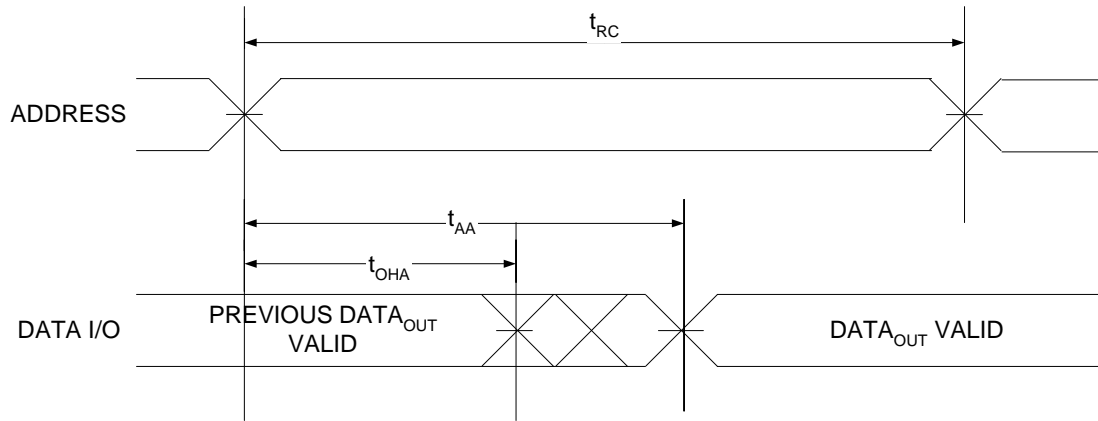 tRC
ADDRESS
tAA
tOHA
DATA I/O
PREVIOUS DATAOUT
VALID
DATAOUT VALID